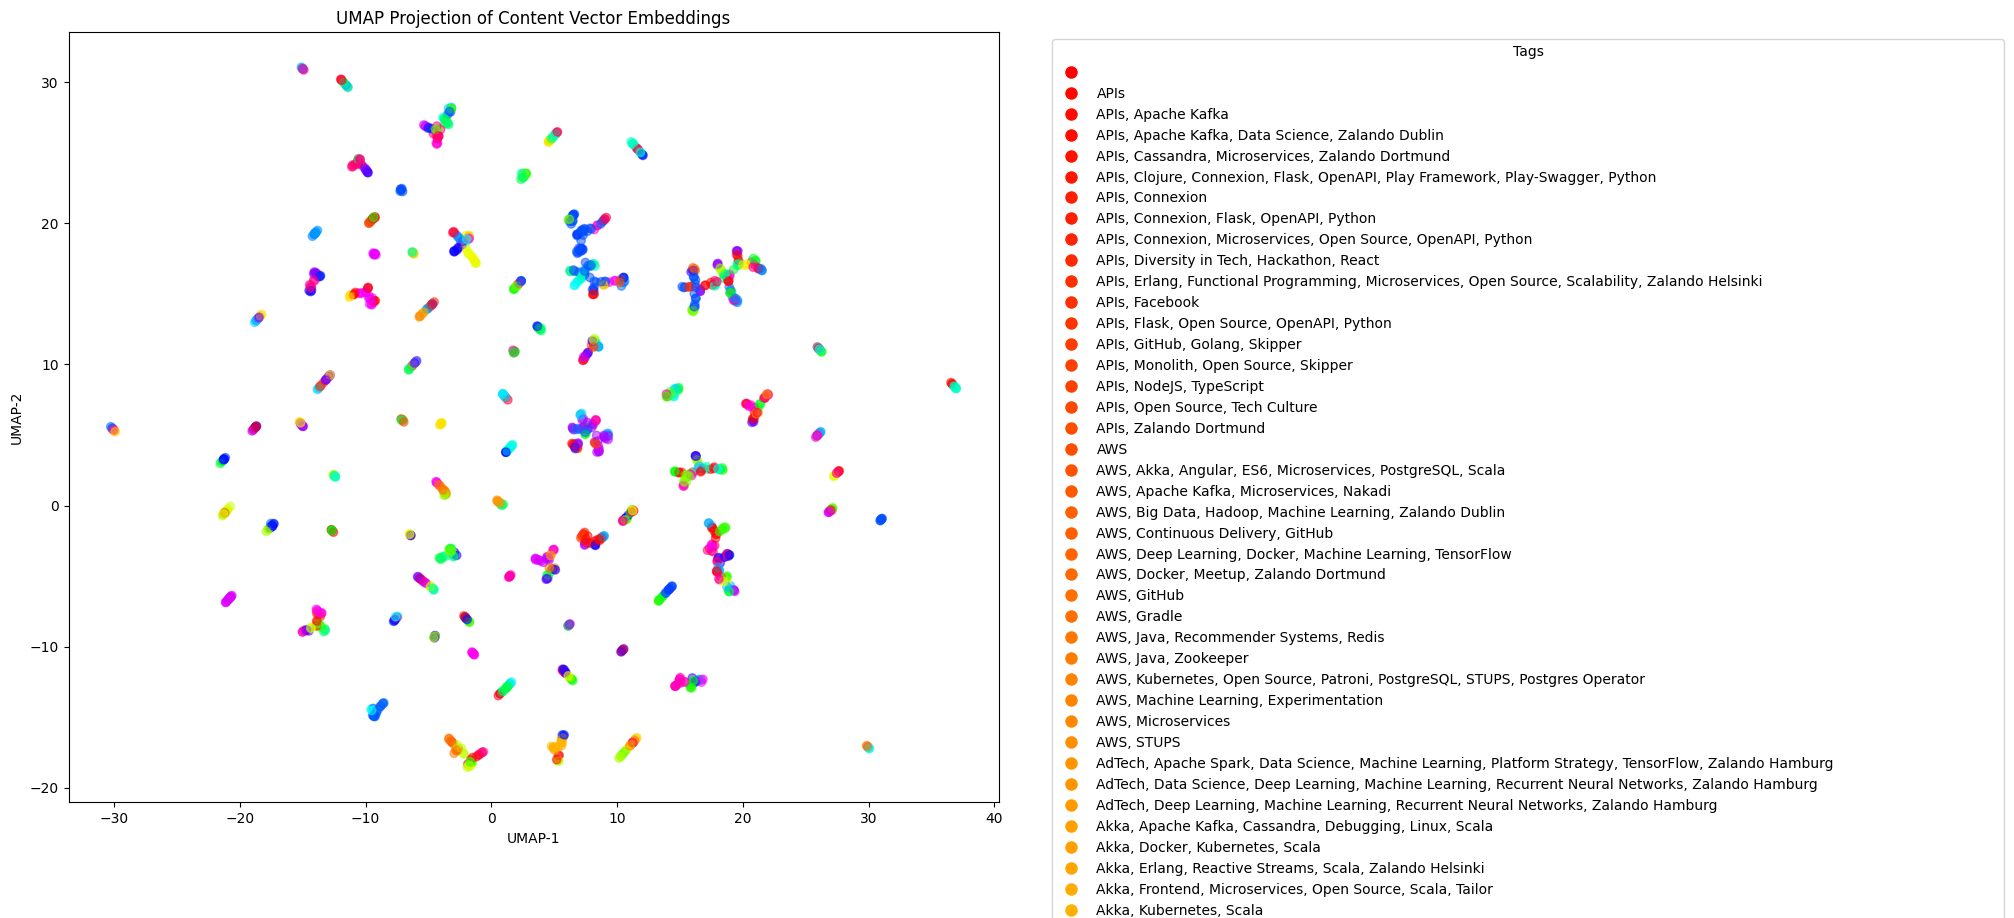 UMAP Projection of Content Vector Embeddings
30
20
10
0
−10
−20
UMAP-2
−30
−20
−10
0
10
20
30
40
UMAP-1
Tags
APIs
APIs, Apache Kafka
APIs, Apache Kafka, Data Science, Zalando Dublin
APIs, Cassandra, Microservices, Zalando Dortmund
APIs, Clojure, Connexion, Flask, OpenAPI, Play Framework, Play-Swagger, Python
APIs, Connexion
APIs, Connexion, Flask, OpenAPI, Python
APIs, Connexion, Microservices, Open Source, OpenAPI, Python
APIs, Diversity in Tech, Hackathon, React
APIs, Erlang, Functional Programming, Microservices, Open Source, Scalability, Zalando Helsinki
APIs, Facebook
APIs, Flask, Open Source, OpenAPI, Python
APIs, GitHub, Golang, Skipper
APIs, Monolith, Open Source, Skipper
APIs, NodeJS, TypeScript
APIs, Open Source, Tech Culture
APIs, Zalando Dortmund
AWS
AWS, Akka, Angular, ES6, Microservices, PostgreSQL, Scala
AWS, Apache Kafka, Microservices, Nakadi
AWS, Big Data, Hadoop, Machine Learning, Zalando Dublin
AWS, Continuous Delivery, GitHub
AWS, Deep Learning, Docker, Machine Learning, TensorFlow
AWS, Docker, Meetup, Zalando Dortmund
AWS, GitHub
AWS, Gradle
AWS, Java, Recommender Systems, Redis
AWS, Java, Zookeeper
AWS, Kubernetes, Open Source, Patroni, PostgreSQL, STUPS, Postgres Operator
AWS, Machine Learning, Experimentation
AWS, Microservices
AWS, STUPS
AdTech, Apache Spark, Data Science, Machine Learning, Platform Strategy, TensorFlow, Zalando Hamburg
AdTech, Data Science, Deep Learning, Machine Learning, Recurrent Neural Networks, Zalando Hamburg
AdTech, Deep Learning, Machine Learning, Recurrent Neural Networks, Zalando Hamburg
Akka, Apache Kafka, Cassandra, Debugging, Linux, Scala
Akka, Docker, Kubernetes, Scala
Akka, Erlang, Reactive Streams, Scala, Zalando Helsinki
Akka, Frontend, Microservices, Open Source, Scala, Tailor
Akka, Kubernetes, Scala